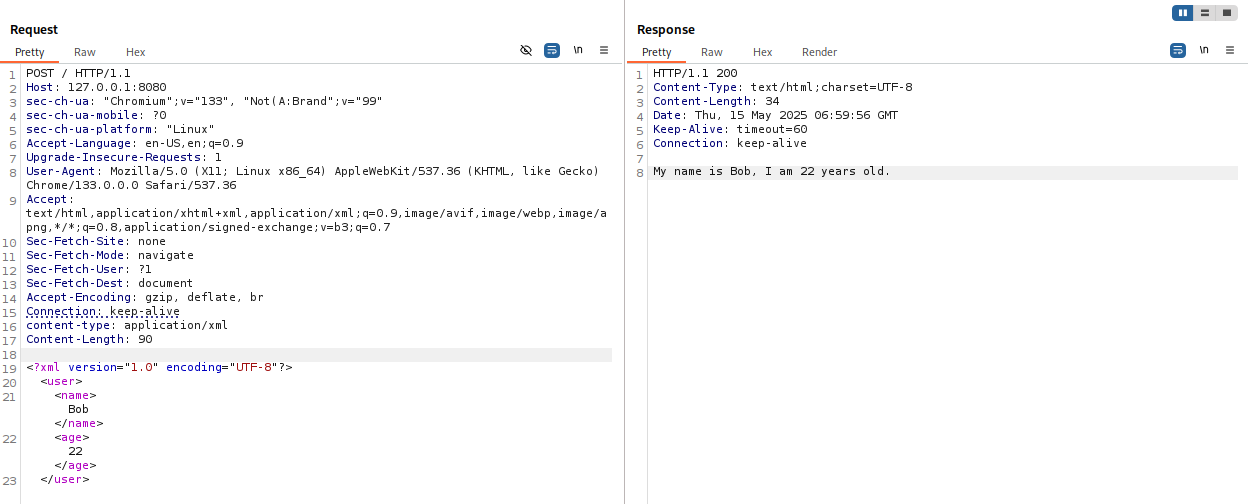 Request
Pretty Raw Hex
\n
1 POST / HTTP/1.1
2 Host: 127.0.0.1:8080
3 sec-ch-ua: "Chromium";v="133", "Not(A:Brand";v="99"
4 sec-ch-ua-mobile: ?0
5 sec-ch-ua-platform: "Linux"
6 Accept-Language: en-US,en;q=0.9
7 Upgrade-Insecure-Requests: 1
8 User-Agent: Mozilla/5.0 (X11; Linux x86_64) AppleWebKit/537.36 (KHTML, like Gecko)
Chrome/133.0.0.0 Safari/537.36
9 Accept:
text/html,application/xhtml+xml,application/xml;q=0.9,image/avif,image/webp,image/a
png,*/*;q=0.8,application/signed-exchange;v=b3;q=0.7
10 Sec-Fetch-Site: none
11 Sec-Fetch-Mode: navigate
12 Sec-Fetch-User: ?1
13 Sec-Fetch-Dest: document
14 Accept-Encoding: gzip, deflate, br
15 Connection: keep-alive
16 content-type: application/xml
17 Content-Length: 90
18
19 <?xml version="1.0" encoding="UTF-8"?>
20 <user>
21 <name>
Bob
</name>
22 <age>
22
</age>
23 </user>
Response
Pretty Raw Hex Render
\n
1 HTTP/1.1 200
2 Content-Type: text/html;charset=UTF-8
3 Content-Length: 34
4 Date: Thu, 15 May 2025 06:59:56 GMT
5 Keep-Alive: timeout=60
6 Connection: keep-alive
7
8 My name is Bob, I am 22 years old.